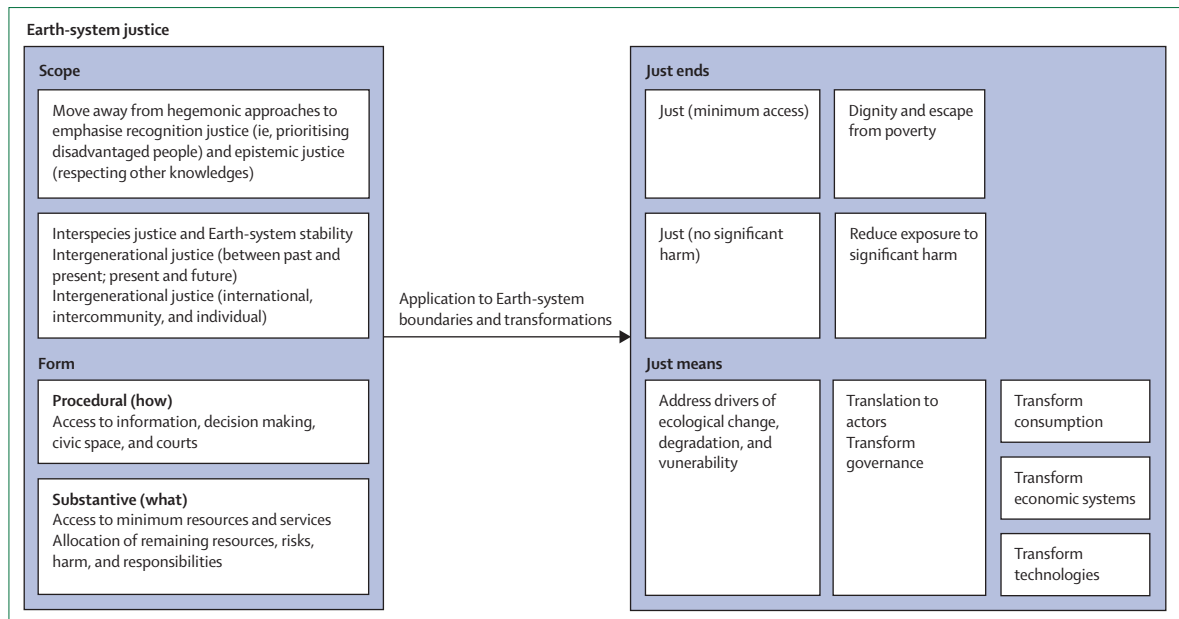 Earth-system justice
Scope
Move away from hegemonic approaches to
emphasise recognition justice (ie, prioritising
disadvantaged people) and epistemic justice
(respecting other knowledges)
Interspecies justice and Earth-system stability
Intergenerational justice (between past and
present; present and future)
Intergenerational justice (international,
intercommunity, and individual)
Form
Procedural (how)
Access to information, decision making,
civic space, and courts
Substantive (what)
Access to minimum resources and services
Allocation of remaining resources, risks,
harm, and responsibilities
Application to Earth-system
boundaries and transformations
Just ends
Just (minimum access)
Dignity and escape
from poverty
Just (no significant
harm)
Reduce exposure to
significant harm
Just means
Address drivers of
ecological change,
degradation, and
vunerability
Translation to
actors
Transform
governance
Transform
consumption
Transform
economic systems
Transform
technologies